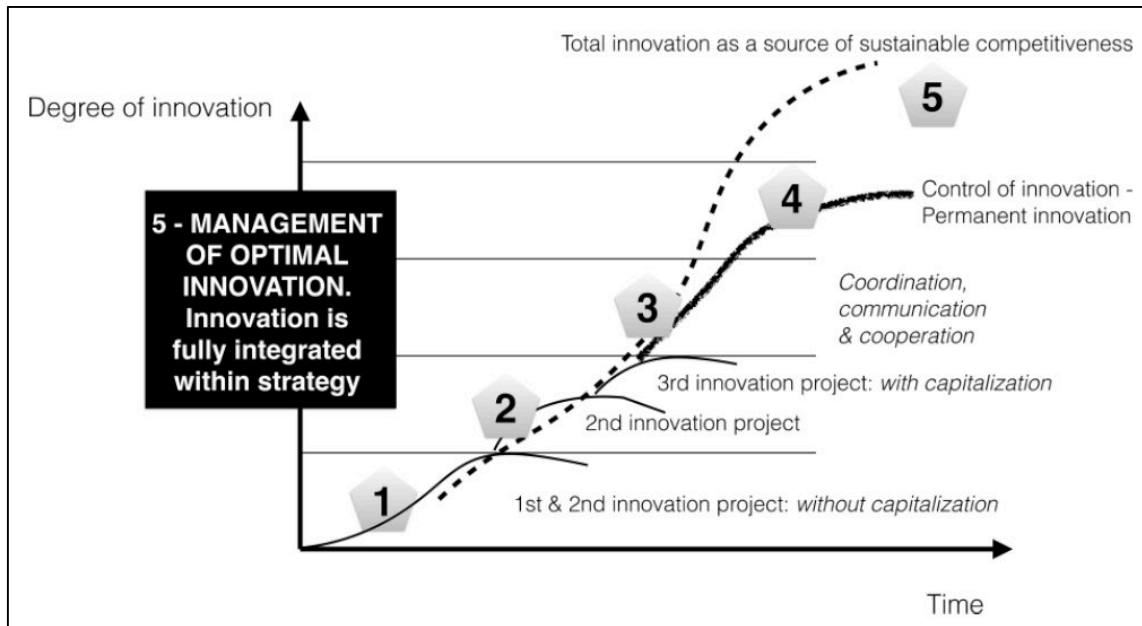 Total innovation as a source of sustainable competitiveness
5
Degree of innovation
4
Control of innovation -
Permanent innovation
5 - MANAGEMENT
OF OPTIMAL
INNOVATION.
Innovation is
fully integrated
within strategy
3
Coordination,
communication
& cooperation
3rd innovation project: with capitalization
2
2nd innovation project
1
1st & 2nd innovation project: without capitalization
Time